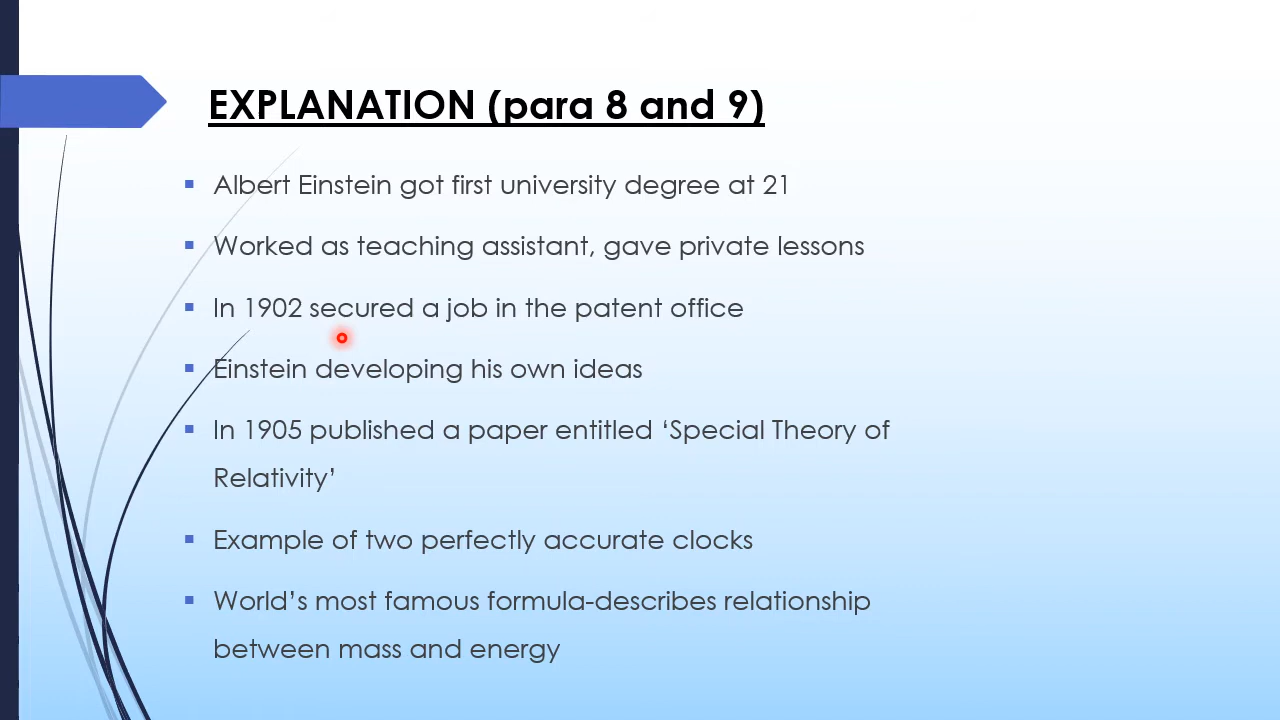 EXPLANATION (para 8 and 9)
Albert Einstein got first university degree at 21
Worked as teaching assistant, gave private lessons
In 1902 secured a job in the patent office
Einstein developing his own ideas
In 1905 published a paper entitled ‘Special Theory of
Relativity’
Example of two perfectly accurate clocks
World’s most famous formula-describes relationship
between mass and energy